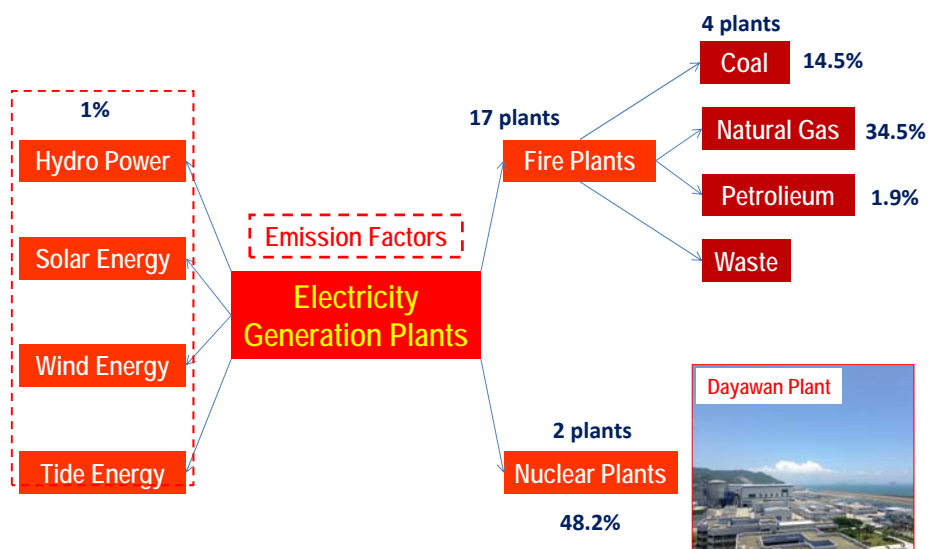 4 plants
Coal
14.5%
1%
17 plants
Natural Gas
34.5%
Hydro Power
Fire Plants
Petrolieum
1.9%
Emission Factors
Solar Energy
Waste
Electricity
Generation Plants
Wind Energy
Dayawan Plant
2 plants
Tide Energy
Nuclear Plants
48.2%